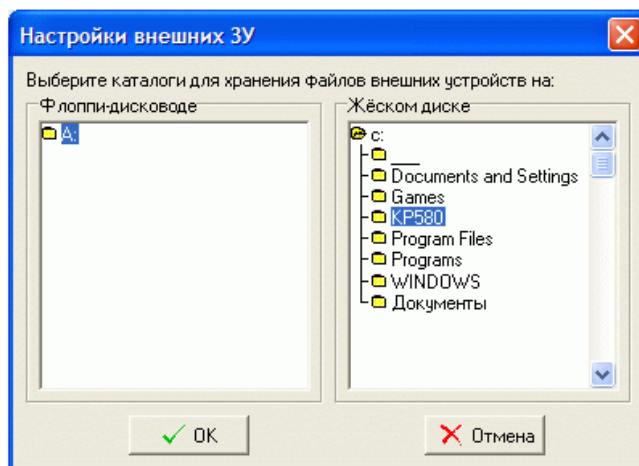 Настройки внешних ЗУ
Выберите каталоги для хранения файлов внешних устройств на:
Флоппи-дисководе
A:
Жёском диске
c:
___
Documents and Settings
Games
KP580
Program Files
Programs
WINDOWS
Документы
OK
Отмена